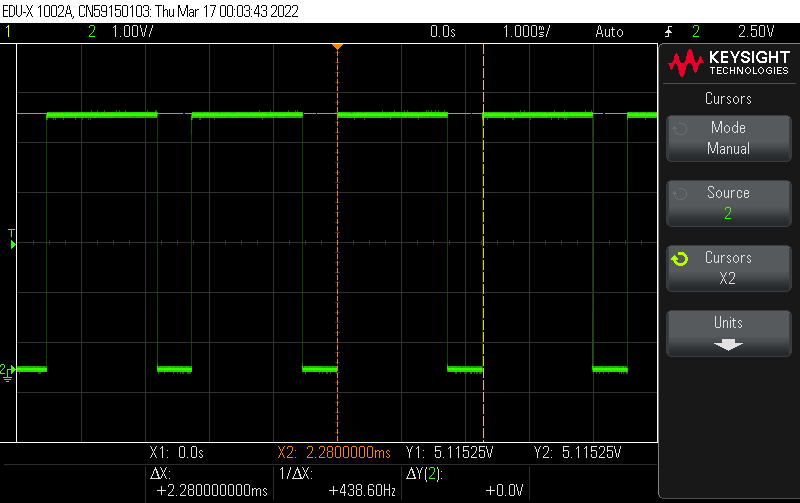 EDU-X 1002A, CN59150103: Thu Mar 17 00:03:43 2022
1 2 1.00V/ 0.0s 1.000ms/ Auto 2 2.50V
KEYSIGHT
TECHNOLOGIES
Cursors
Mode
Manual
Source
2
Cursors
X2
Units
T
2
X1: 0.0s X2: 2.2800000ms Y1: 5.11525V Y2: 5.11525V
ΔX: 1/ΔX: ΔY(2):
+2.280000000ms +438.60Hz +0.0V